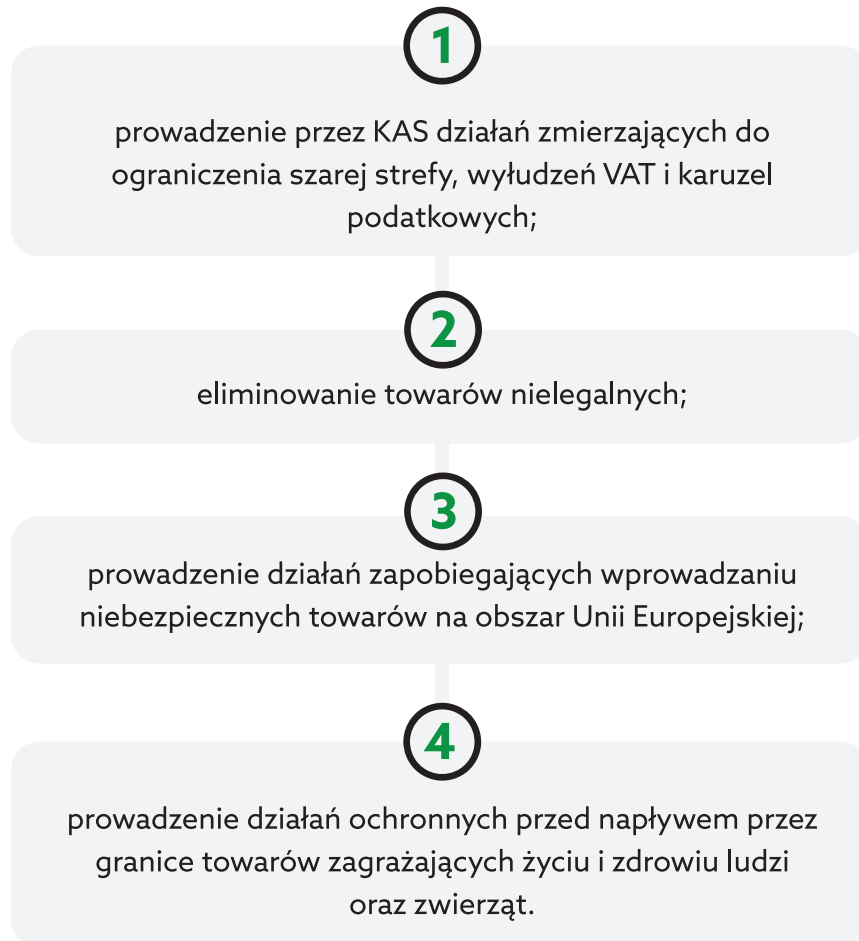 1
prowadzenie przez KAS działań zmierzających do
ograniczenia szarej strefy, wyłudzeń VAT i karuzel
podatkowych;
2
eliminowanie towarów nielegalnych;
3
prowadzenie działań zapobiegających wprowadzaniu
niebezpiecznych towarów na obszar Unii Europejskiej;
4
prowadzenie działań ochronnych przed napływem przez
granice towarów zagrażających życiu i zdrowiu ludzi
oraz zwierząt.